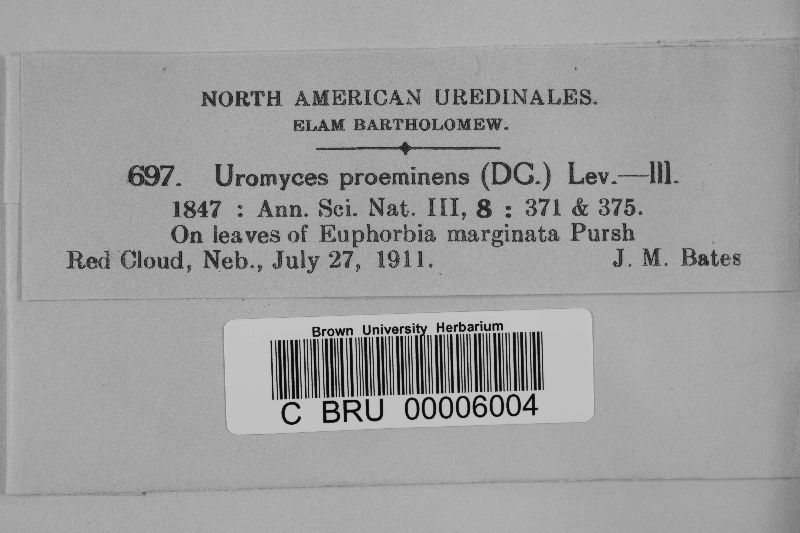 NORTH AMERICAN UREDINALES.
ELAM BARTHOLOMEW.
697. Uromyces proeminens (DC.) Lev.—III.
1847 : Ann. Sci. Nat. III, 8 : 371 & 375.
On leaves of Euphorbia marginata Pursh
Red Cloud, Neb., July 27, 1911. J. M. Bates
Brown University Herbarium
C BRU 00006004